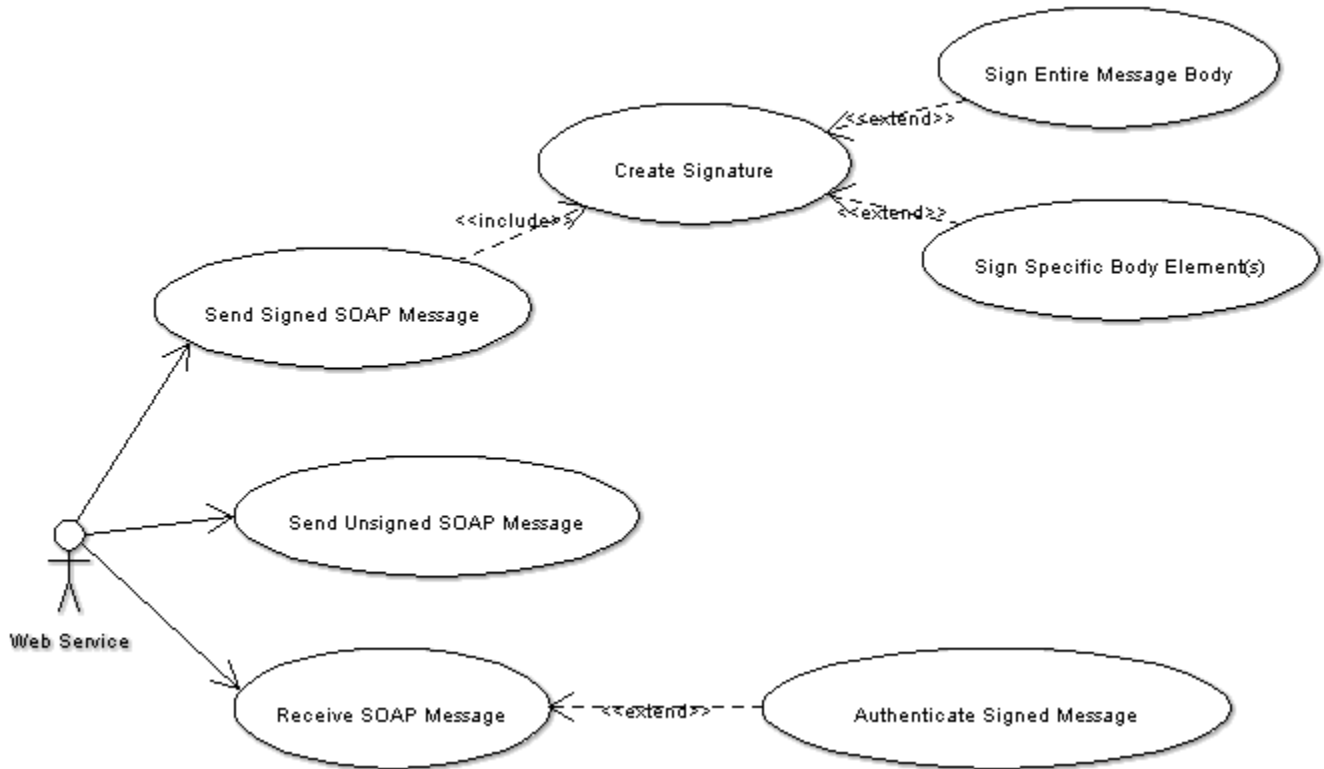 Sign Entire Message Body
<<extend>>
Create Signature
<<include>>
<<extend>>
Sign Specific Body Element(s)
Send Signed SOAP Message
Send Unsigned SOAP Message
Web Service
Receive SOAP Message
<<extend>>
Authenticate Signed Message